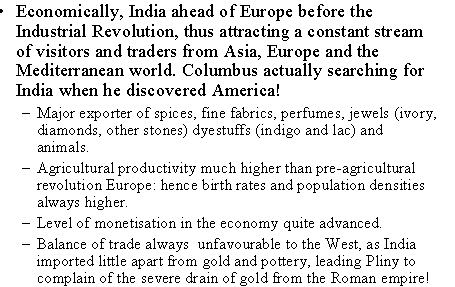 • Economically, India ahead of Europe before the
Industrial Revolution, thus attracting a constant stream
of visitors and traders from Asia, Europe and the
Mediterranean world. Columbus actually searching for
India when he discovered America!
– Major exporter of spices, fine fabrics, perfumes, jewels (ivory,
diamonds, other stones) dyestuffs (indigo and lac) and
animals.
– Agricultural productivity much higher than pre-agricultural
revolution Europe: hence birth rates and population densities
always higher.
– Level of monetisation in the economy quite advanced.
– Balance of trade always unfavourable to the West, as India
imported little apart from gold and pottery, leading Pliny to
complain of the severe drain of gold from the Roman empire!